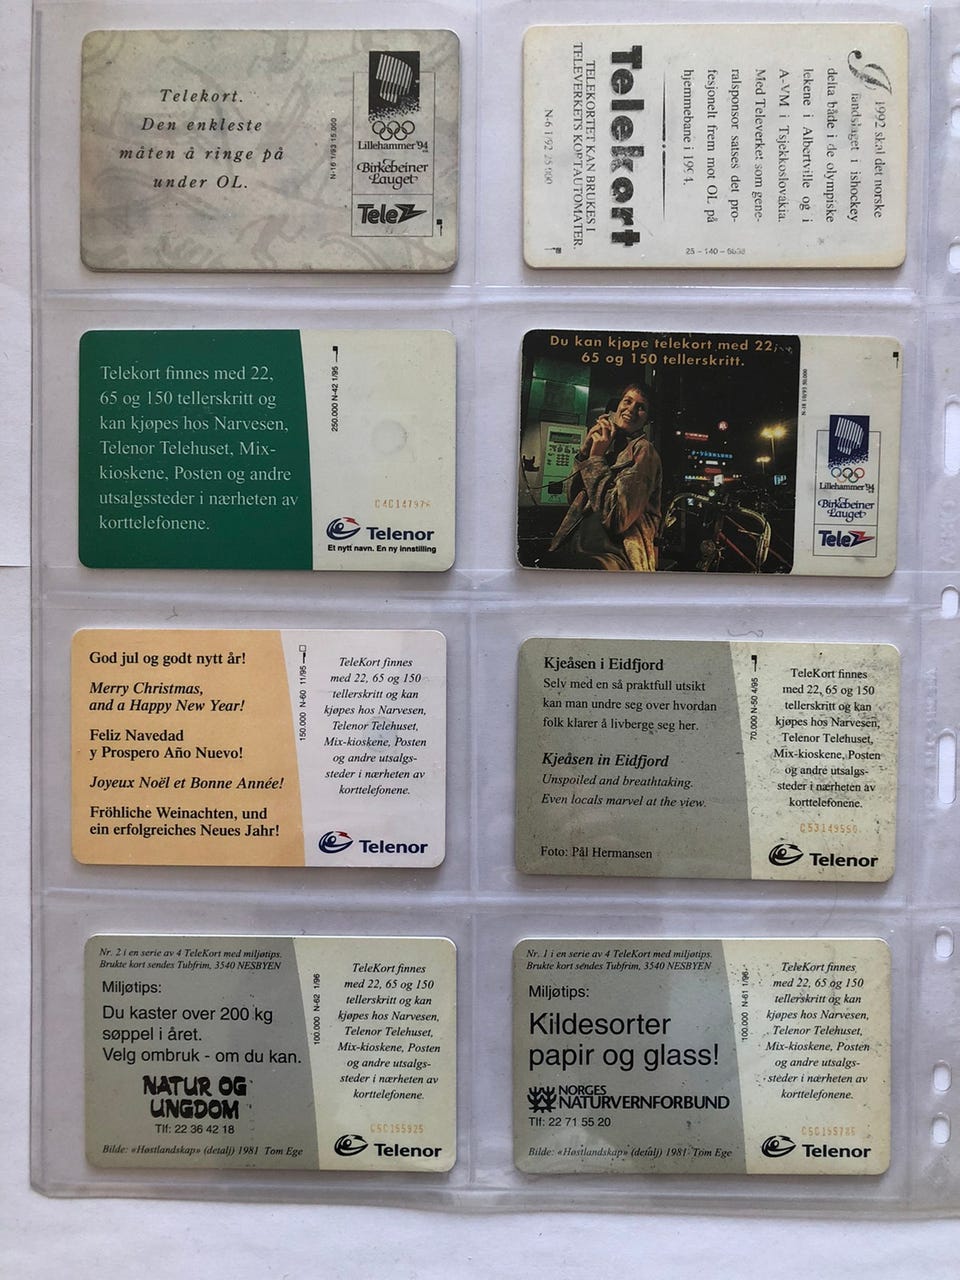 Telekort.
Den enkleste
måten å ringe på
under OL.
Lillehammer '94
Birkebeiner
Lauget
Tele
I 1992 skal det norske
landslaget i ishockey
delta både i de olympiske
lekene i Albertville og i
A-VM i Tsjekkoslovakia.
Med Televerket som gene-
ralsponsor satses det pro-
fesjonelt frem mot OL på
hjemmebane i 1994.
Telekort
TELEKORTET KAN BRUKES I
TELEVERKETS KORTAUTOMATER.
N-6 1/92
Telekort finnes med 22,
65 og 150 tellerskritt og
kan kjøpes hos Narvesen,
Telenor Telehuset, Mix-
kioskene, Posten og andre
utsalgssteder i nærheten av
korttelefonene.
250.000 N-42 1/95
Telenor
Et nytt navn. En ny innstilling
Du kan kjøpe telekort med 22,
65 og 150 tellerskritt.
Lillehammer '94
Birkebeiner
Lauget
Tele
God jul og godt nytt år!
Merry Christmas,
and a Happy New Year!
Feliz Navedad
y Prospero Año Nuevo!
Joyeux Noël et Bonne Année!
Fröhliche Weinachten, und
ein erfolgreiches Neues Jahr!
150.000 N-60 11/95
TeleKort finnes
med 22, 65 og 150
tellerskritt og kan
kjøpes hos Narvesen,
Telenor Telehuset,
Mix-kioskene, Posten
og andre utsalgs-
steder i nærheten av
korttelefonene.
Telenor
Kjeåsen i Eidfjord
Selv med en så praktfull utsikt
kan man undre seg over hvordan
folk klarer å livberge seg her.
Kjeåsen in Eidfjord
Unspoiled and breathtaking.
Even locals marvel at the view.
Foto: Pål Hermansen
70.000 N-50 4/95
TeleKort finnes
med 22, 65 og 150
tellerskritt og kan
kjøpes hos Narvesen,
Telenor Telehuset,
Mix-kioskene, Posten
og andre utsalgs-
steder i nærheten av
korttelefonene.
C53149550
Telenor
Nr. 2 i en serie av 4 TeleKort med miljøtips.
Brukte kort sendes Tubfrim, 3540 NESBYEN
Miljøtips:
Du kaster over 200 kg
søppel i året.
Velg ombruk - om du kan.
NATUR OG
UNGDOM
Tlf: 22 36 42 18
Bilde: «Høstlandskap» (detalj) 1981 Tom Ege
100.000 N-62 1/96
TeleKort finnes
med 22, 65 og 150
tellerskritt og kan
kjøpes hos Narvesen,
Telenor Telehuset,
Mix-kioskene, Posten
og andre utsalgs-
steder i nærheten av
korttelefonene.
C5C155925
Telenor
Nr. 1 i en serie av 4 TeleKort med miljøtips.
Brukte kort sendes Tubfrim, 3540 NESBYEN
Miljøtips:
Kildesorter
papir og glass!
NORGES
NATURVERNFORBUND
Tlf: 22 71 55 20
Bilde: «Høstlandskap» (detalj) 1981 Tom Ege
100.000 N-61 1/96
TeleKort finnes
med 22, 65 og 150
tellerskritt og kan
kjøpes hos Narvesen,
Telenor Telehuset,
Mix-kioskene, Posten
og andre utsalgs-
steder i nærheten av
korttelefonene.
Telenor